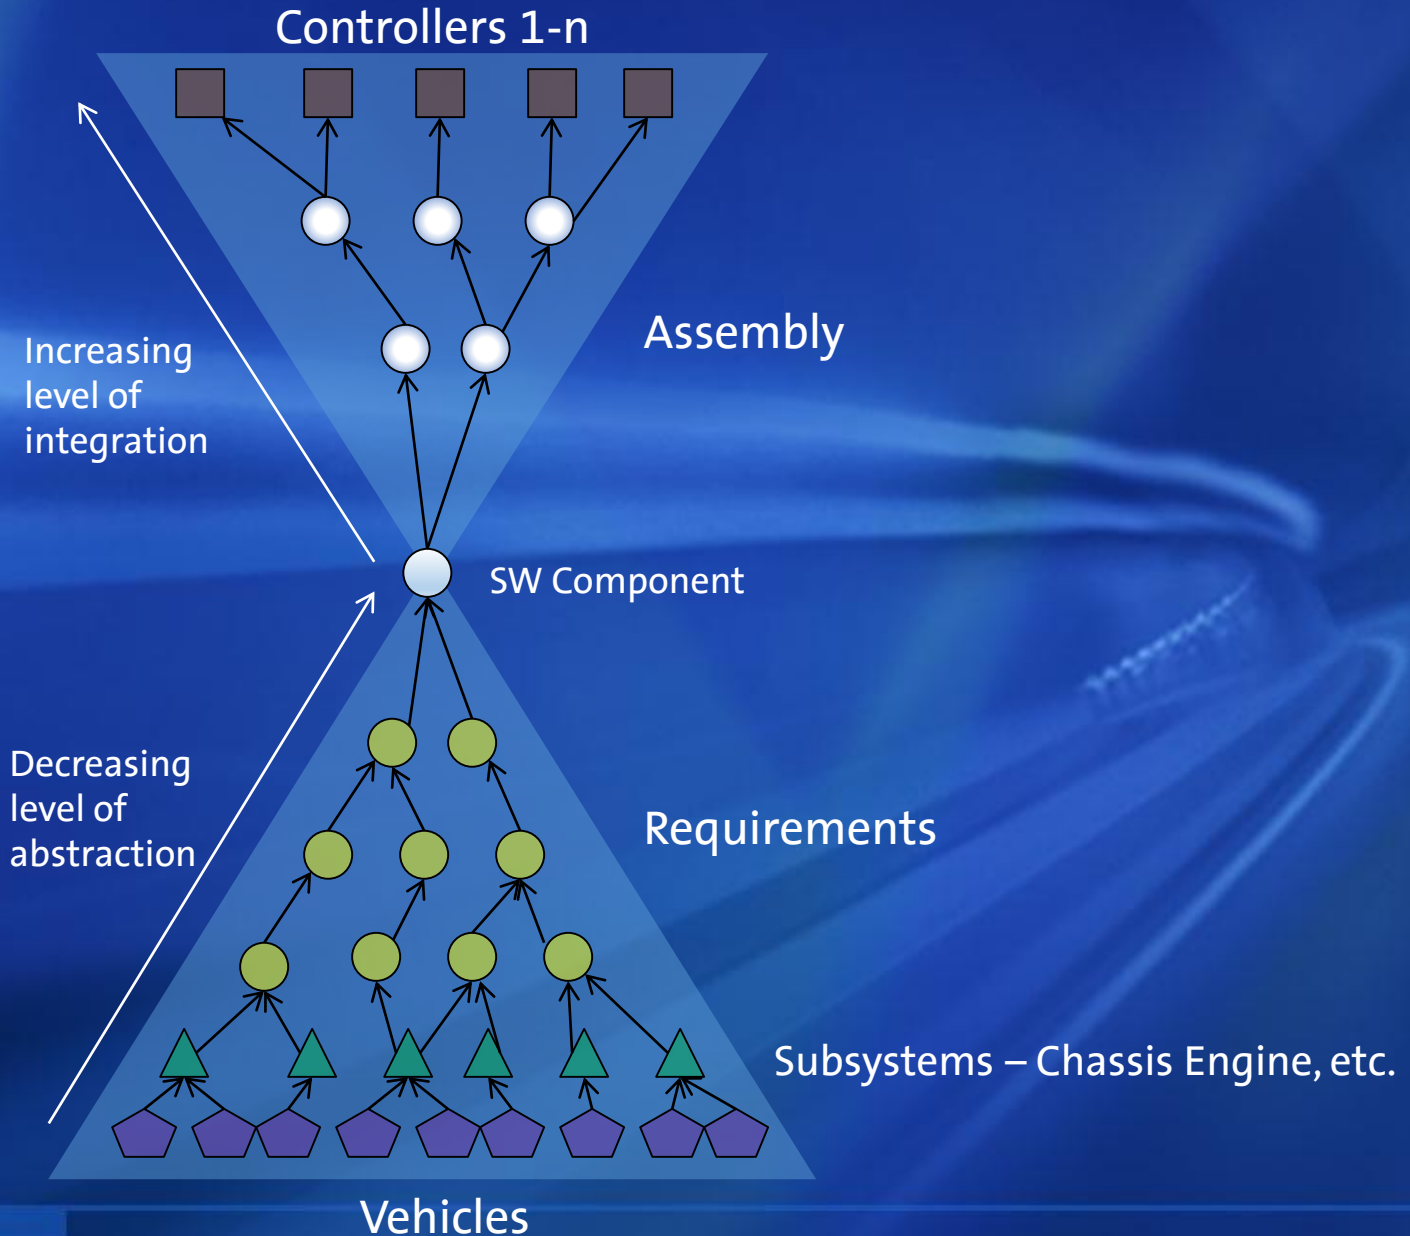 Controllers 1-n
Increasing
level of
integration
Assembly
SW Component
Decreasing
level of
abstraction
Requirements
Subsystems – Chassis Engine, etc.
Vehicles